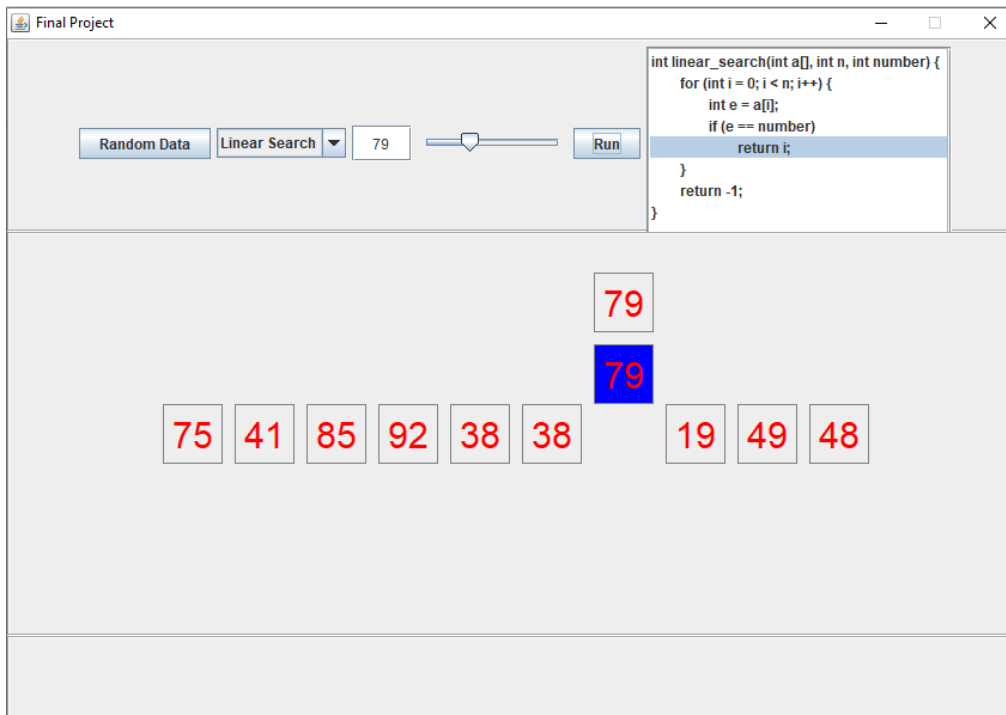 Final Project
Random Data
Linear Search
79
Run
int linear_search(int a[], int n, int number) {
for (int i = 0; i < n; i++) {
int e = a[i];
if (e == number)
return i;
}
return -1;
}
79
79
75 41 85 92 38 38 19 49 48